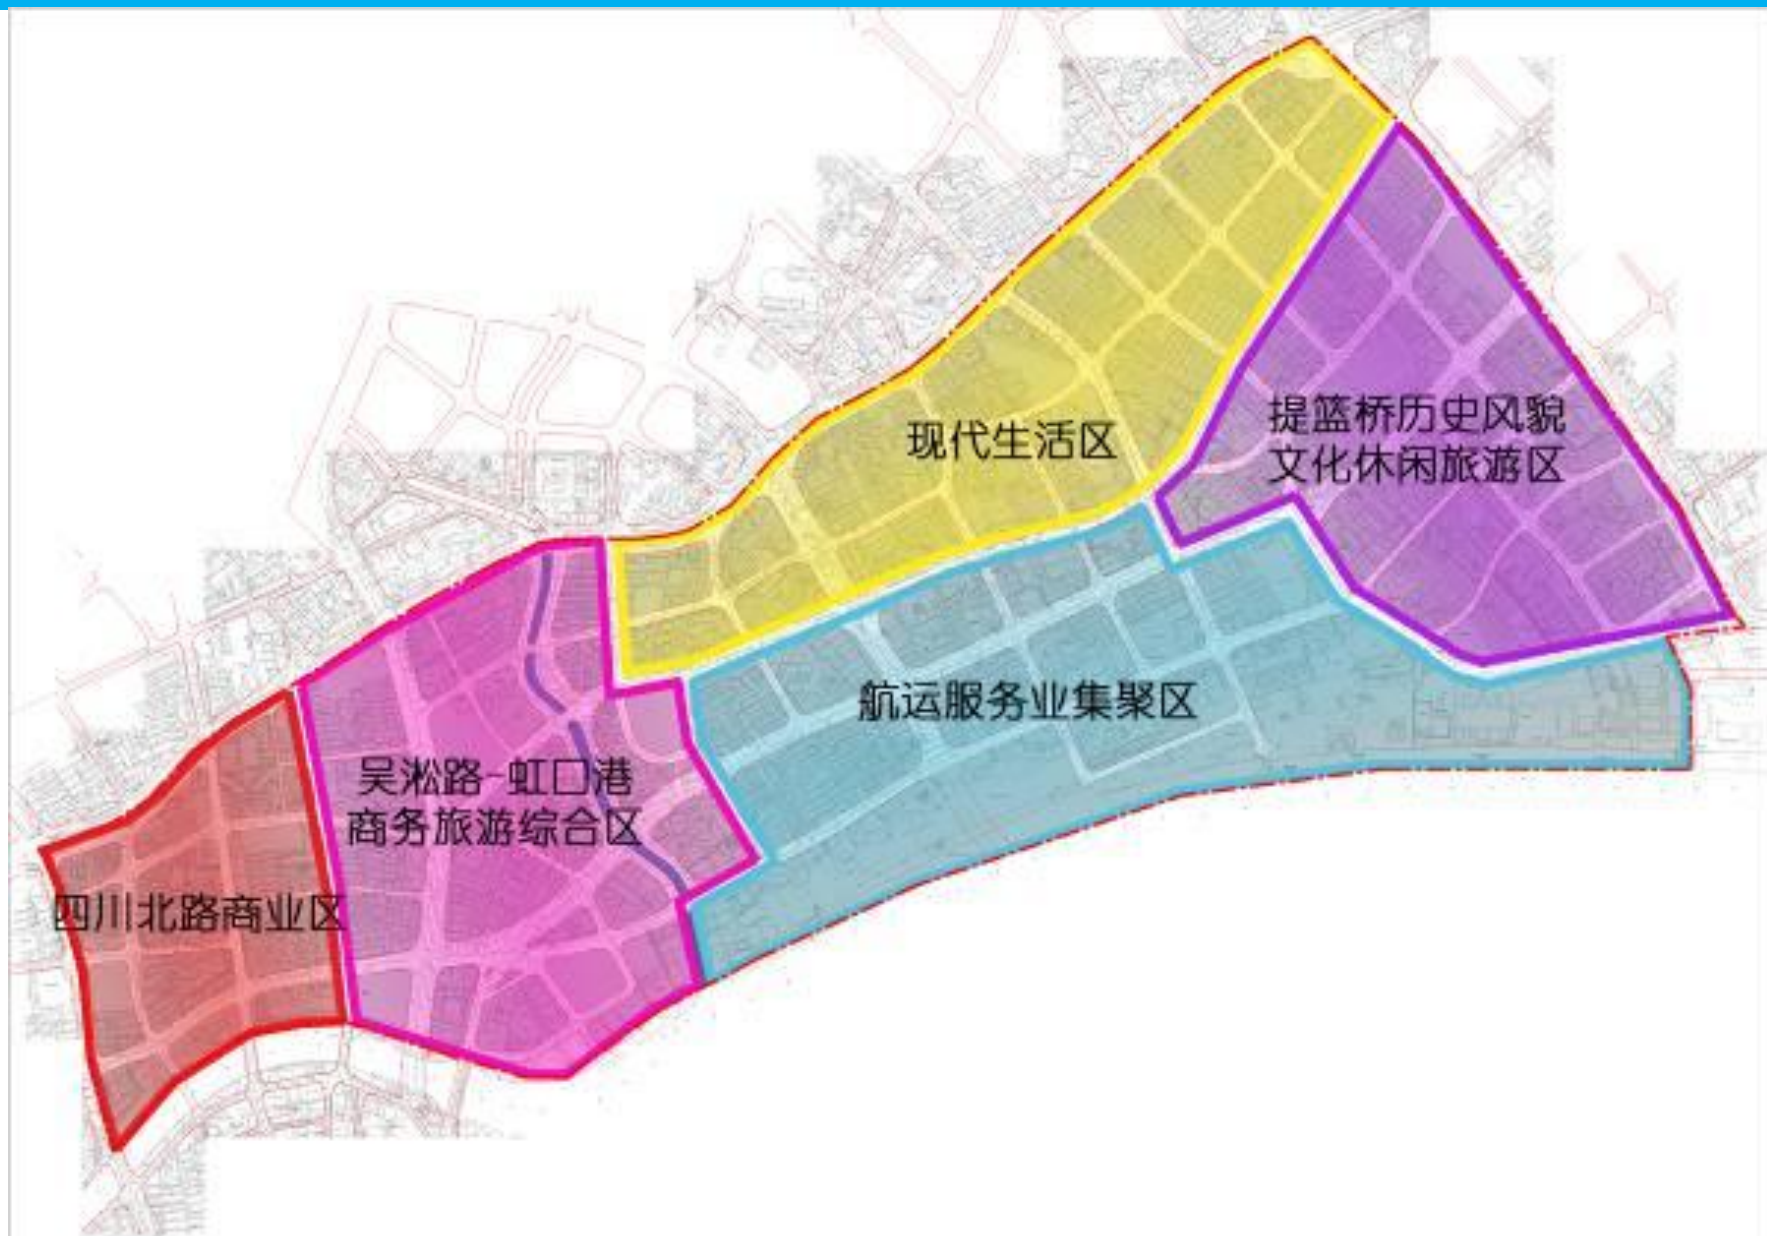 现代生活区
提篮桥历史风貌
文化休闲旅游区
航运服务业集聚区
吴淞路-虹口港
商务旅游综合区
四川北路商业区